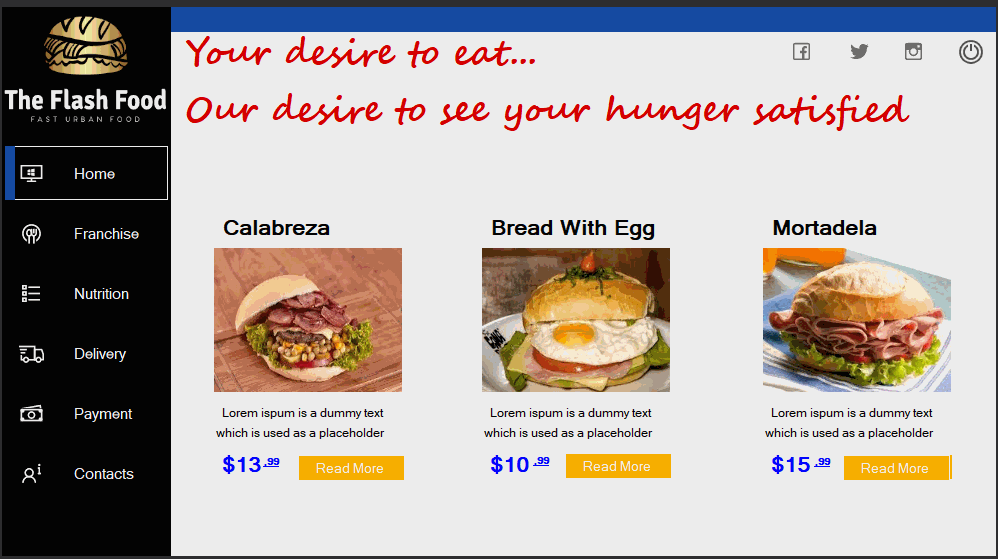 The Flash Food
FAST URBAN FOOD
Home
Franchise
Nutrition
Delivery
Payment
Contacts
Your desire to eat...
Our desire to see your hunger satisfied
Calabreza
Lorem ispum is a dummy text
which is used as a placeholder
$13.99
Read More
Bread With Egg
Lorem ispum is a dummy text
which is used as a placeholder
$10.99
Read More
Mortadela
Lorem ispum is a dummy text
which is used as a placeholder
$15.99
Read More